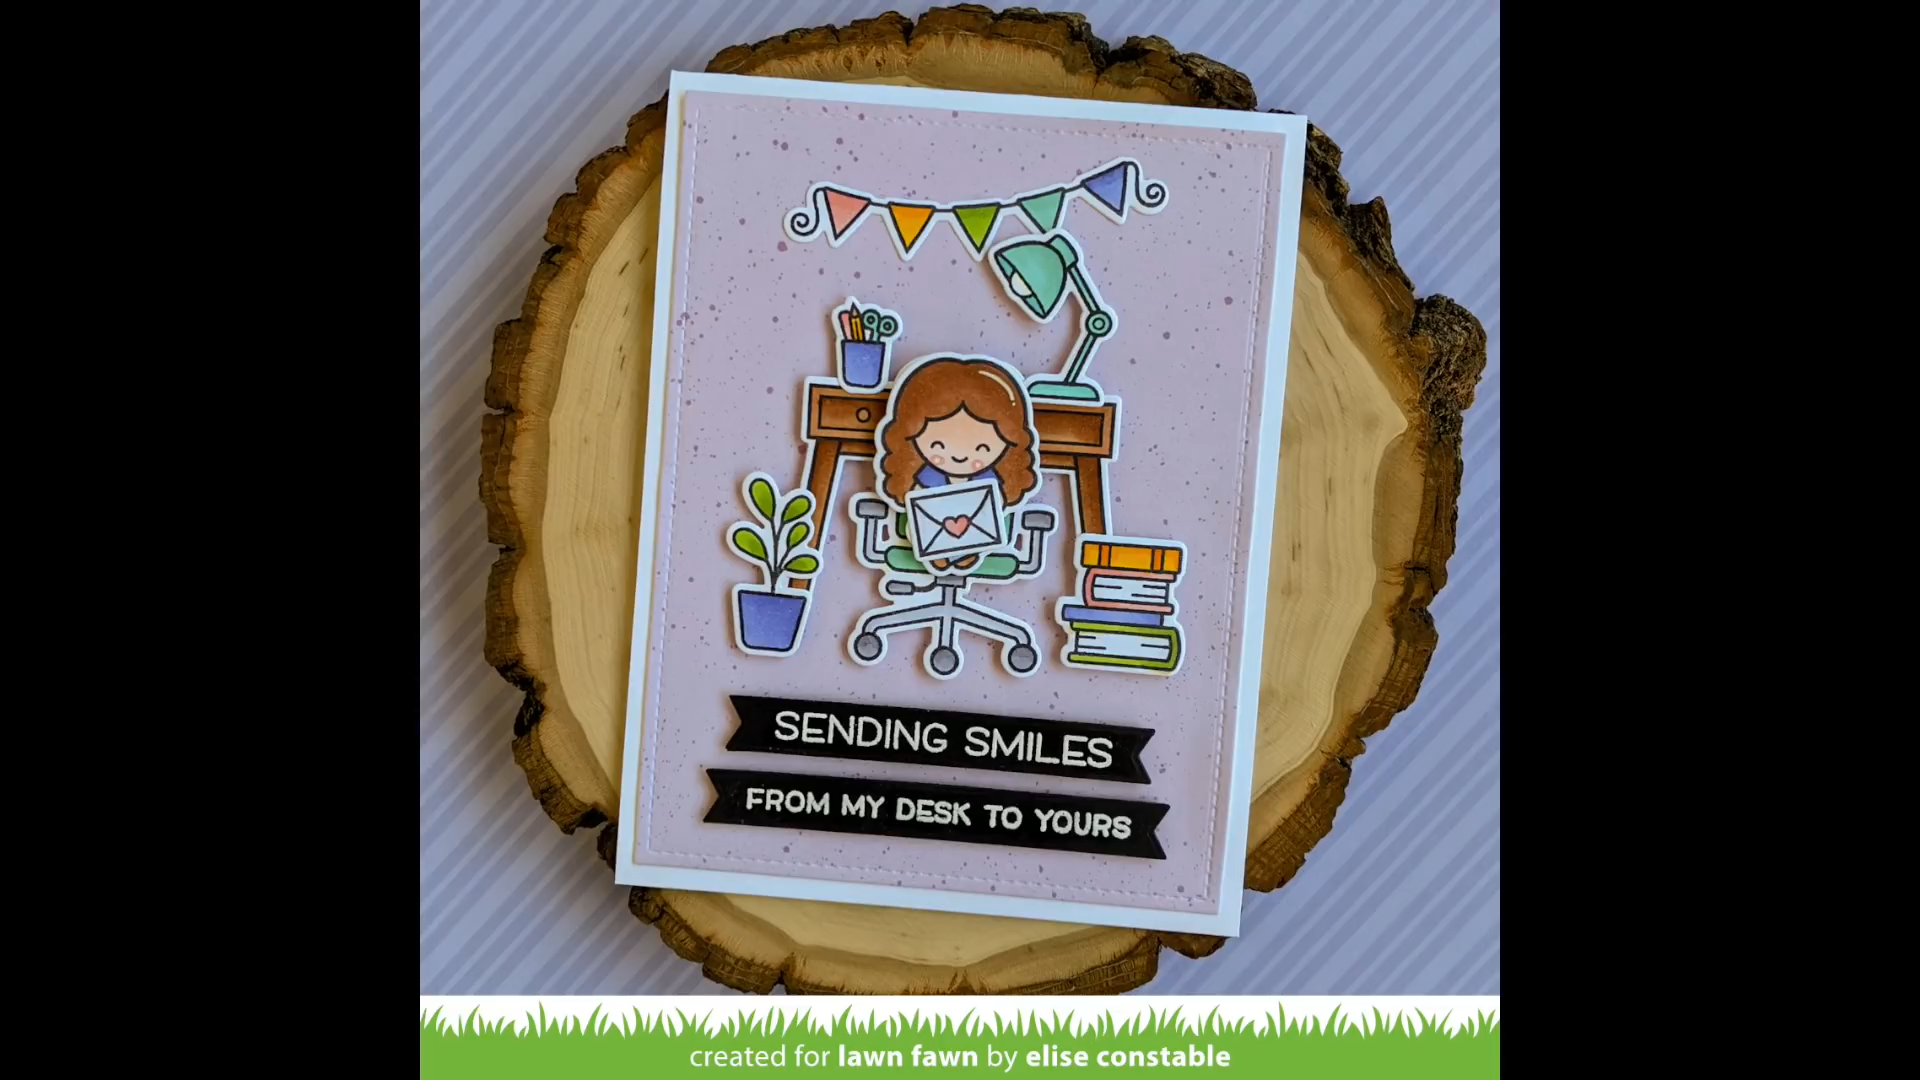 SENDING SMILES
FROM MY DESK TO YOURS
created for lawn fawn by elise constable